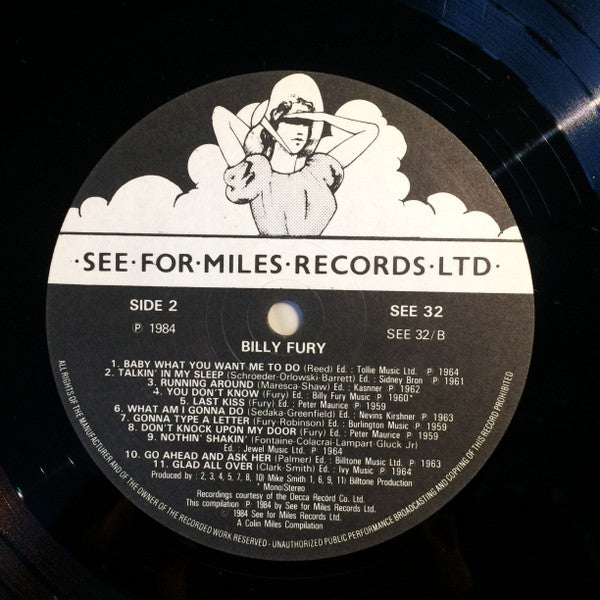 ·SEE·FOR·MILES·RECORDS·LTD·
SIDE 2
SEE 32
℗ 1984
SEE 32/B
BILLY FURY
1. BABY WHAT YOU WANT ME TO DO (Reed) Ed. : Tollie Music Ltd. ℗ 1964
2. TALKIN' IN MY SLEEP (Schroeder-Orlowski-Barrett) Ed. : Sidney Bron ℗ 1961
3. RUNNING AROUND (Maresca-Shaw) Ed. : Kassner ℗ 1962
4. YOU DON'T KNOW (Fury) Ed. : Billy Fury Music ℗ 1960*
5. LAST KISS (Fury) Ed. : Peter Maurice ℗ 1959
6. WHAT AM I GONNA DO (Sedaka-Greenfield) Ed. : Nevins Kirshner ℗ 1963
7. GONNA TYPE A LETTER (Fury-Robinson) Ed. : Burlington Music ℗ 1959
8. DON'T KNOCK UPON MY DOOR (Fury) Ed. : Peter Maurice ℗ 1959
9. NOTHIN' SHAKIN' (Fontaine-Colacrai-Lampart-Gluck Jr)
Ed. : Jewel Music Ltd. ℗ 1964
10. GO AHEAD AND ASK HER (Palmer) Ed. : Billtone Music Ltd. ℗ 1963
11. GLAD ALL OVER (Clark-Smith) Ed. : Ivy Music ℗ 1964
Produced by : 2, 3, 4, 5, 7, 8, 10) Mike Smith 1, 6, 9, 11) Billtone Production
*Mono/Stereo
Recordings courtesy of the Decca Record Co. Ltd.
This compilation ℗ 1984 by See for Miles Records Ltd.
© 1984 See for Miles Records Ltd.
A Colin Miles Compilation
ALL RIGHTS OF THE MANUFACTURER AND OF THE OWNER OF THE RECORDED WORK RESERVED - UNAUTHORIZED PUBLIC PERFORMANCE BROADCASTING AND COPYING OF THIS RECORD PROHIBITED